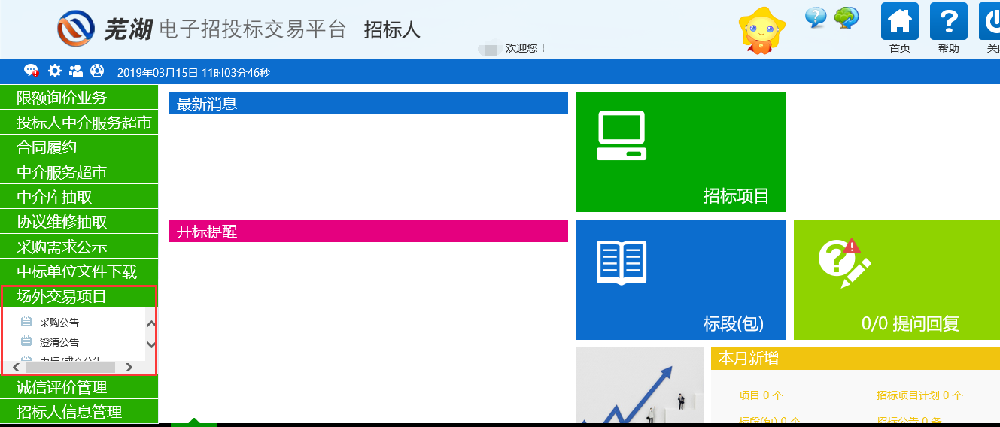 芜湖 电子招投标交易平台 招标人
欢迎您！
首页
帮助
2019年03月15日 11时03分46秒
限额询价业务
投标人中介服务超市
合同履约
中介服务超市
中介库抽取
协议维修抽取
采购需求公示
中标单位文件下载
场外交易项目
采购公告
澄清公告
中标/成交公告
诚信评价管理
招标人信息管理
最新消息
开标提醒
招标项目
标段(包)
0/0 提问回复
本月新增
项目 0 个
招标项目计划 0 个
标段(包) 0 个
招标公告 0 条